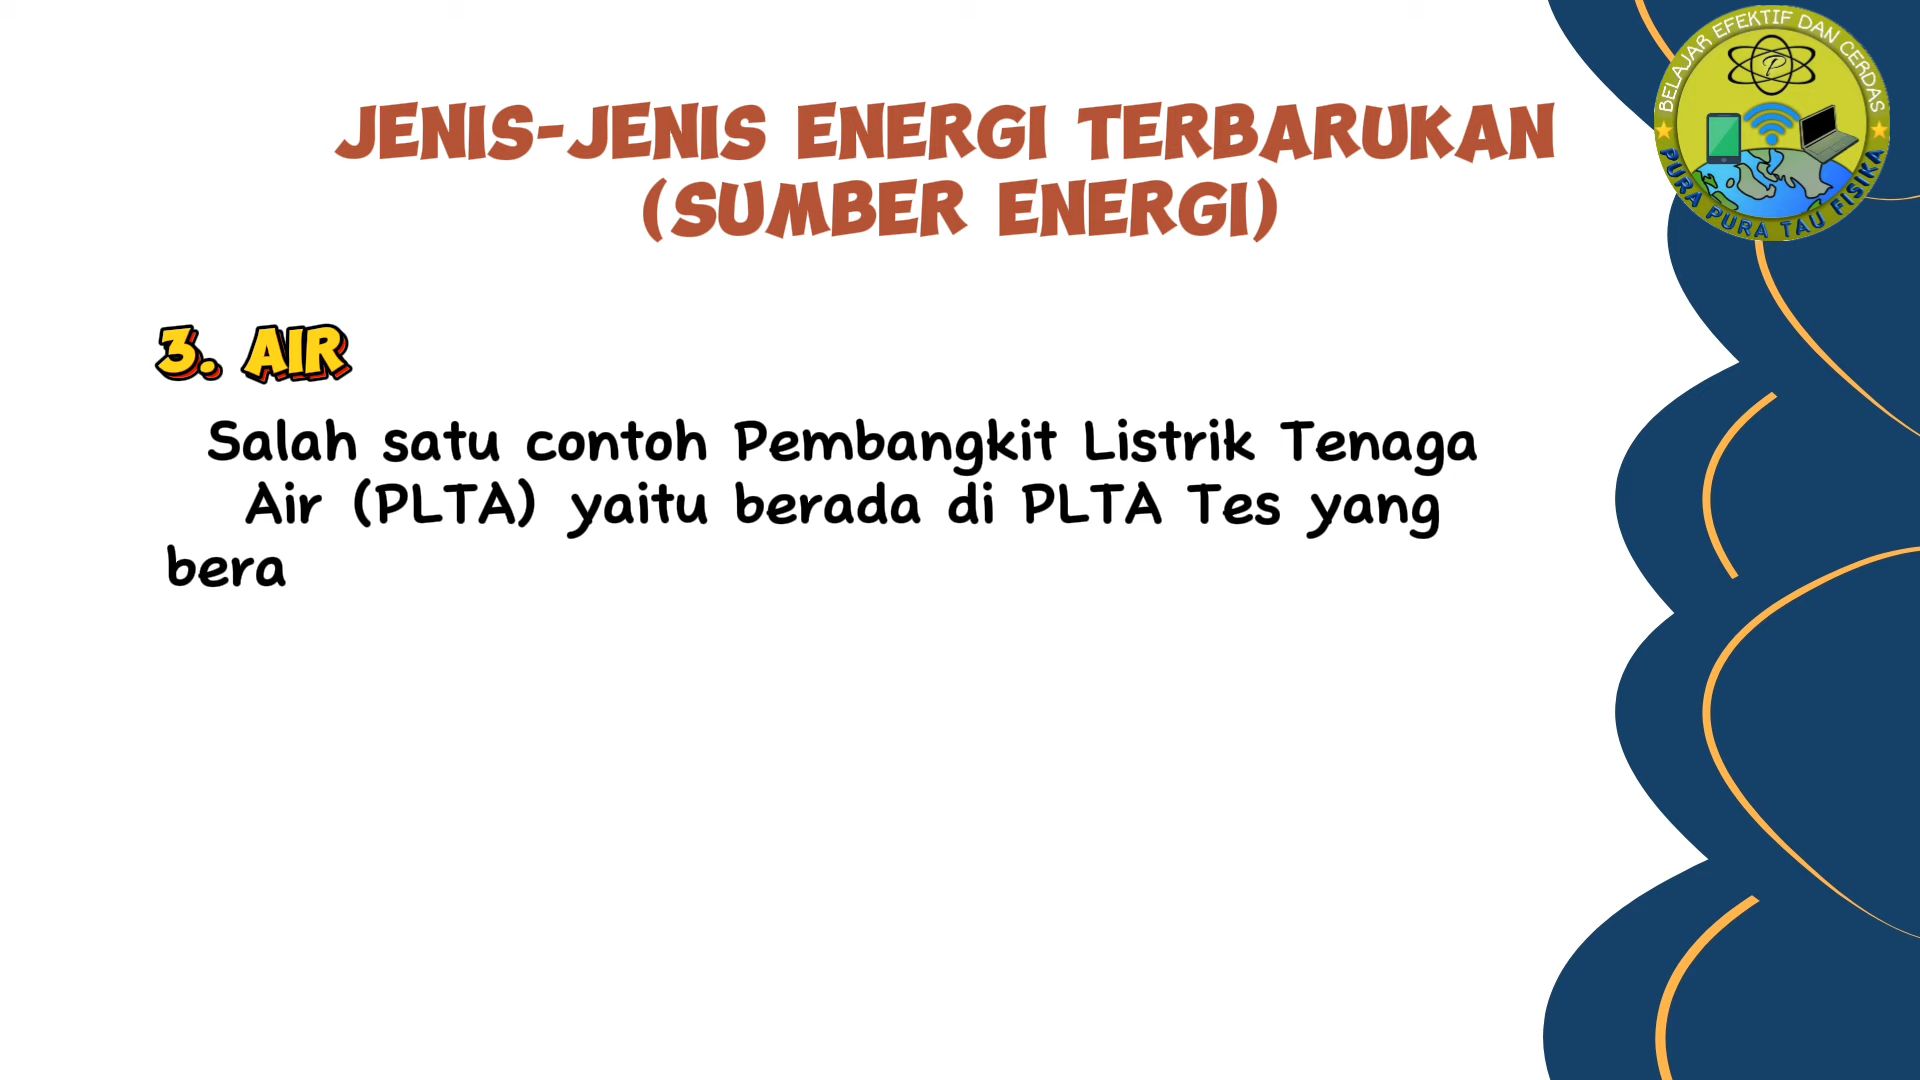 JENIS-JENIS ENERGI TERBARUKAN
(SUMBER ENERGI)
BELAJAR EFEKTIF DAN CERDAS
P
PURA PURA TAU FISIKA
3. AIR
Salah satu contoh Pembangkit Listrik Tenaga
Air (PLTA) yaitu berada di PLTA Tes yang
bera